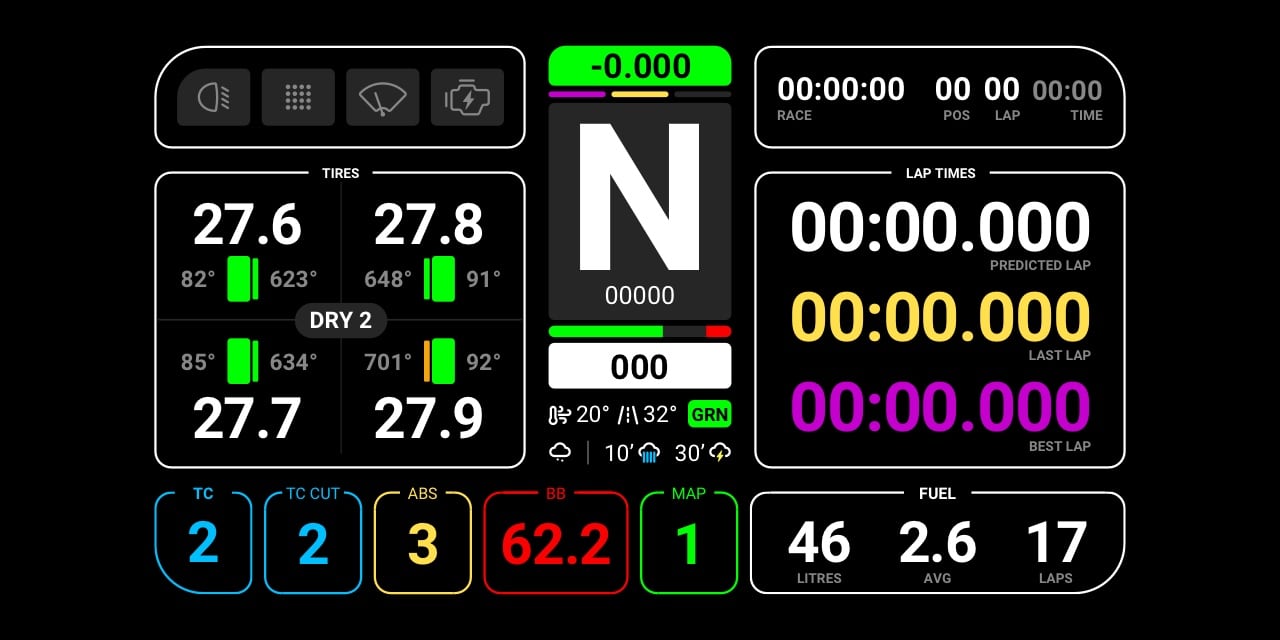 -0.000
00:00:00 00 00 00:00
RACE POS LAP TIME
TIRES
27.6 27.8
82° 623° 648° 91°
DRY 2
85° 634° 701° 92°
27.7 27.9
N
00000
000
20° 32° GRN
10’ 30’
LAP TIMES
00:00.000
PREDICTED LAP
00:00.000
LAST LAP
00:00.000
BEST LAP
TC
2
TC CUT
2
ABS
3
BB
62.2
MAP
1
FUEL
46 2.6 17
LITRES AVG LAPS